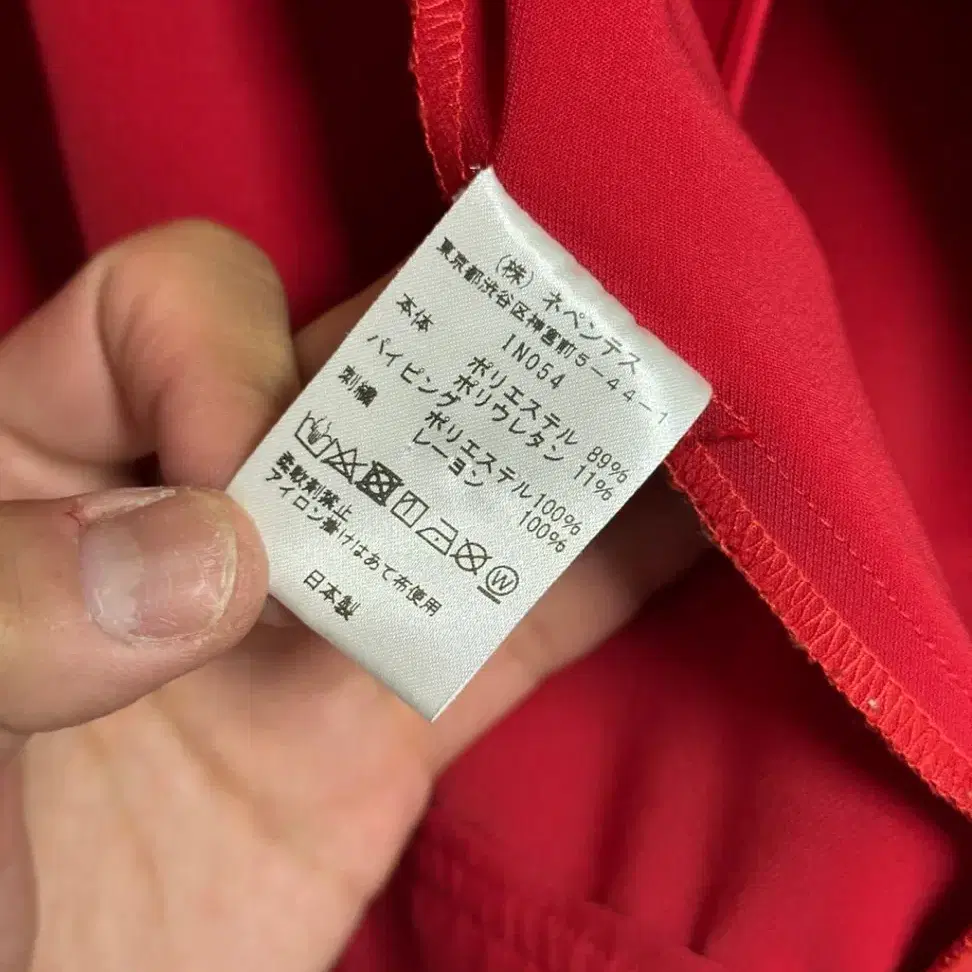 (株) ネペンテス
東京都渋谷区神宮前5-44-1
IN054
本体 ポリエステル 89%
ポリウレタン 11%
パイピング ポリエステル100%
刺繍 レーヨン 100%
W
柔軟剤禁止
アイロン掛けはあて布使用
日本製